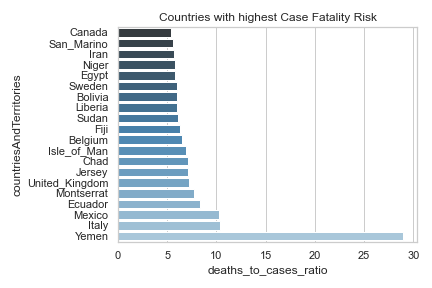 Countries with highest Case Fatality Risk
countriesAndTerritories
Canada
San_Marino
Iran
Niger
Egypt
Sweden
Bolivia
Liberia
Sudan
Fiji
Belgium
Isle_of_Man
Chad
Jersey
United_Kingdom
Montserrat
Ecuador
Mexico
Italy
Yemen
0 5 10 15 20 25 30
deaths_to_cases_ratio